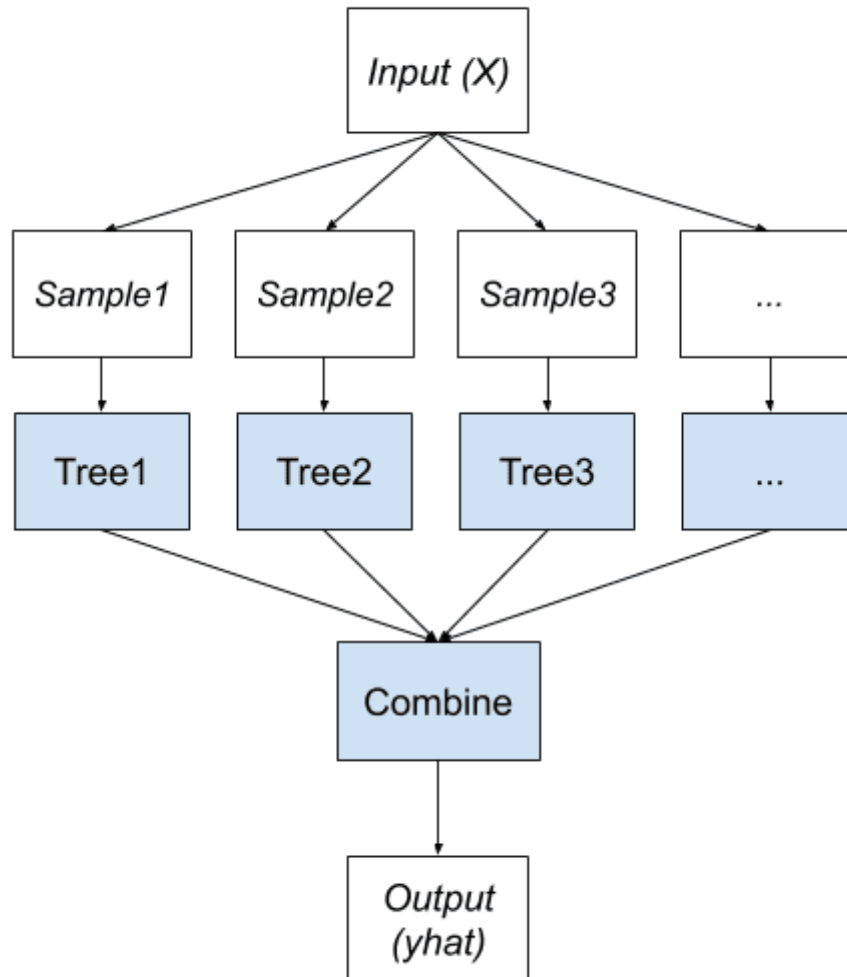 Input (X)
Sample1
Sample2
Sample3
...
Tree1
Tree2
Tree3
...
Combine
Output
(yhat)